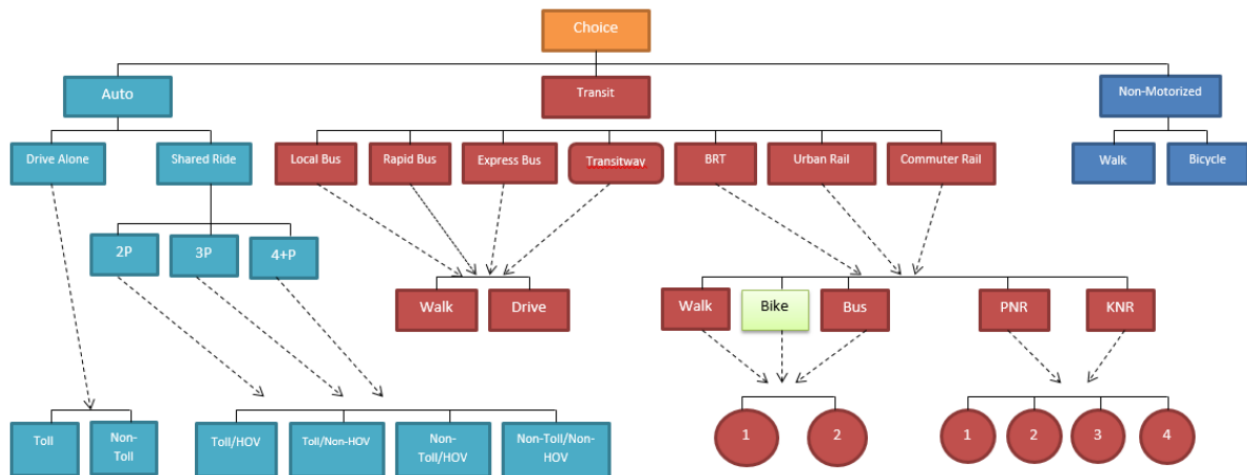 Choice
Auto
Transit
Non-Motorized
Drive Alone
Shared Ride
Local Bus
Rapid Bus
Express Bus
Transitway
BRT
Urban Rail
Commuter Rail
Walk
Bicycle
2P
3P
4+P
Walk
Drive
Walk
Bike
Bus
PNR
KNR
Toll
Non-
Toll
Toll/HOV
Toll/Non-HOV
Non-
Toll/HOV
Non-Toll/Non-
HOV
1
2
1
2
3
4